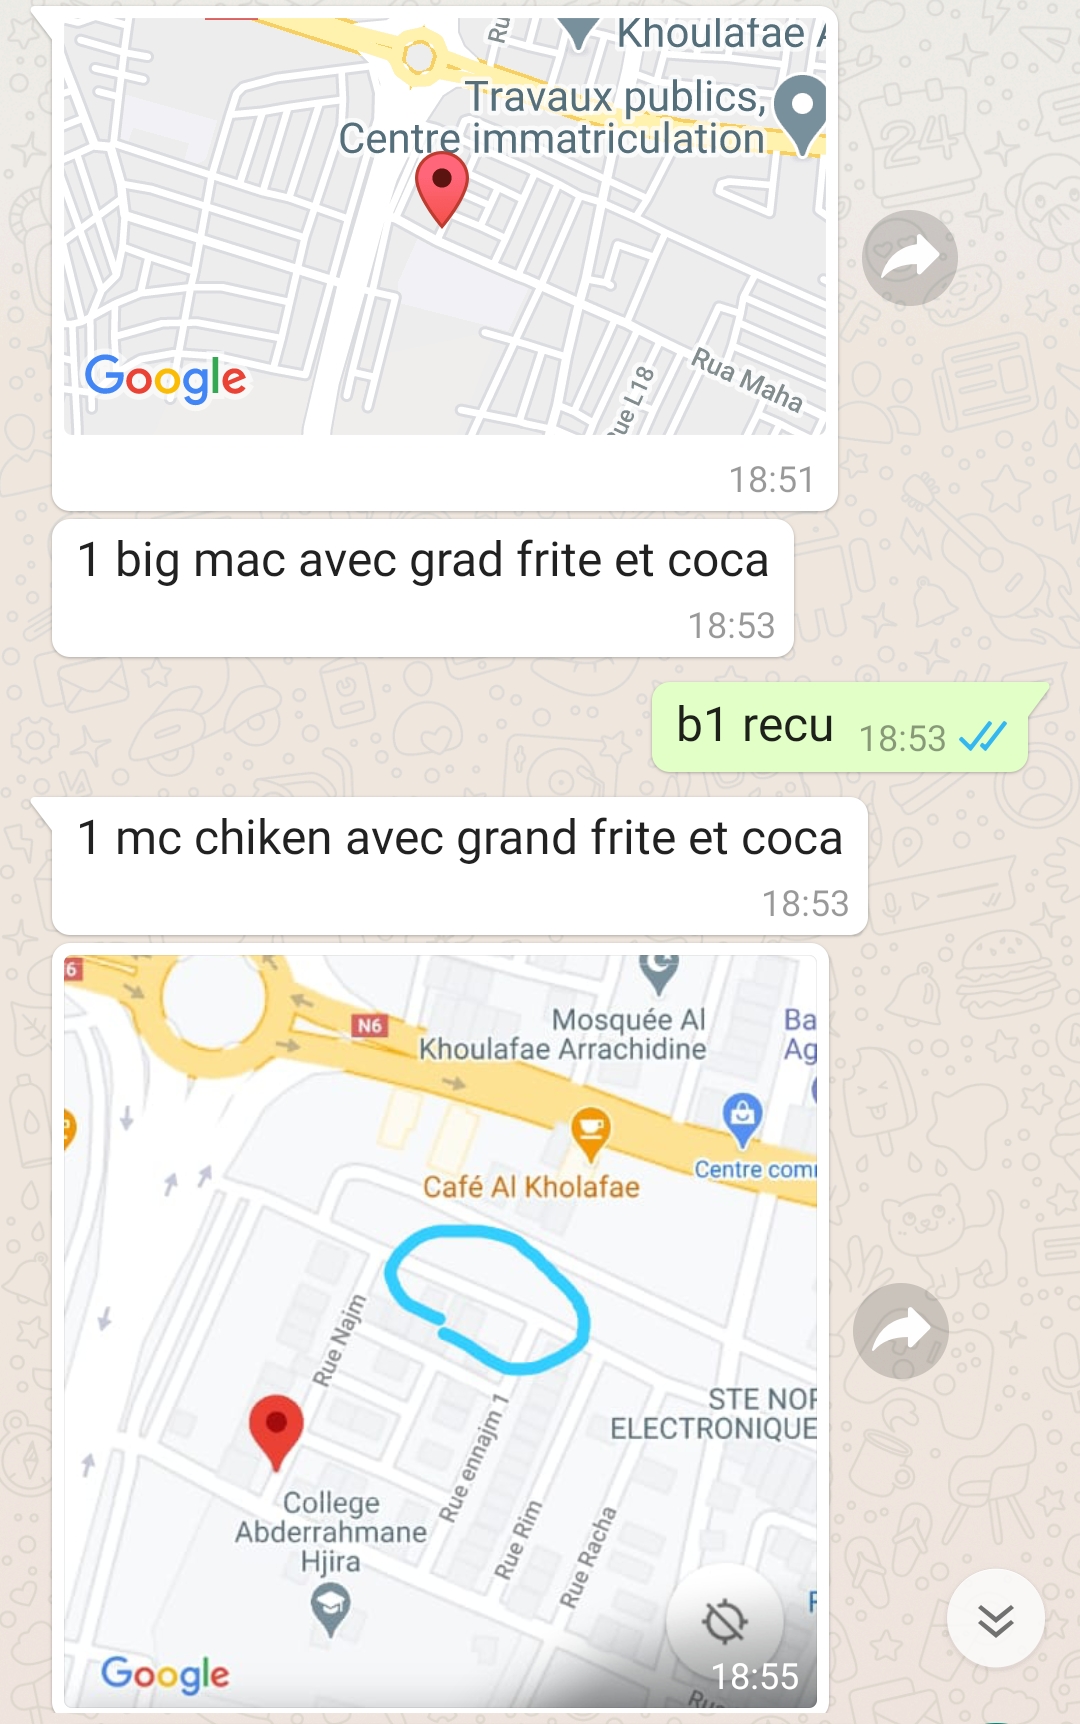 Khoulafae A
Travaux publics,
Centre immatriculation
Rua Maha
Rue L18
Google
18:51
1 big mac avec grad frite et coca
18:53
b1 recu 18:53
1 mc chiken avec grand frite et coca
18:53
6
N6
Mosquée Al
Khoulafae Arrachidine
Ba
Ag
Café Al Kholafae
Centre com
Rue Najm
STE NOR
ELECTRONIQUE
Rue ennajm 1
College
Abderrahmane
Hjira
Rue Rim
Rue Racha
Google
18:55